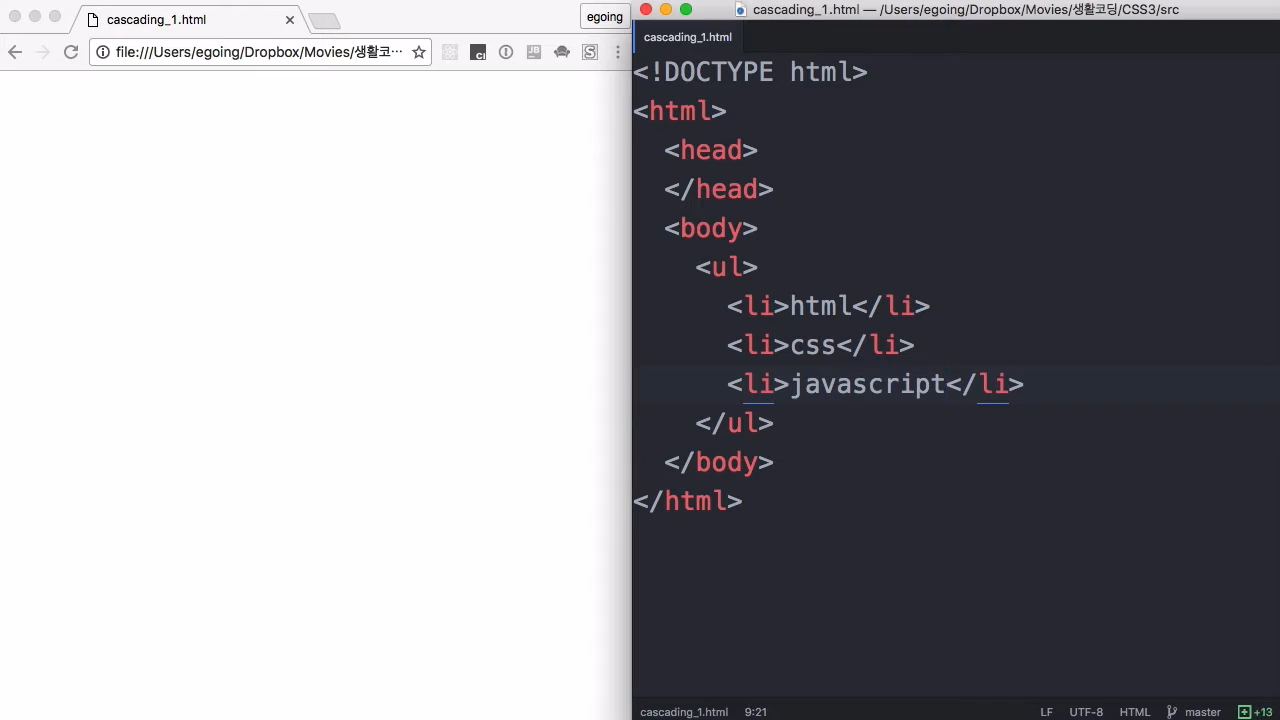 cascading_1.html
egoing
file:///Users/egoing/Dropbox/Movies/생활코…
cascading_1.html — /Users/egoing/Dropbox/Movies/생활코딩/CSS3/src
cascading_1.html
<!DOCTYPE html>
<html>
  <head>
  </head>
  <body>
    <ul>
      <li>html</li>
      <li>css</li>
      <li>javascript</li>
    </ul>
  </body>
</html>
cascading_1.html 9:21 LF UTF-8 HTML master +13